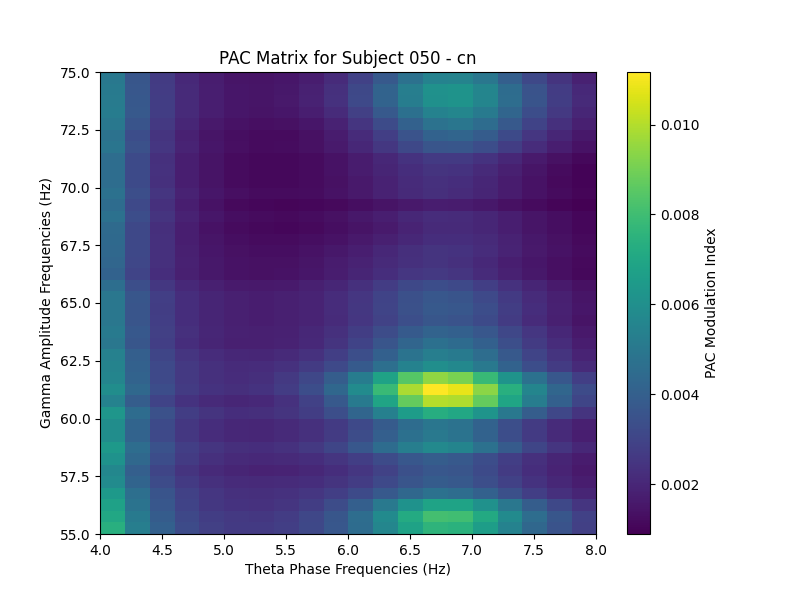 PAC Matrix for Subject 050 - cn
75.0
72.5
70.0
67.5
65.0
62.5
60.0
57.5
55.0
Gamma Amplitude Frequencies (Hz)
4.0 4.5 5.0 5.5 6.0 6.5 7.0 7.5 8.0
Theta Phase Frequencies (Hz)
0.010
0.008
0.006
0.004
0.002
PAC Modulation Index